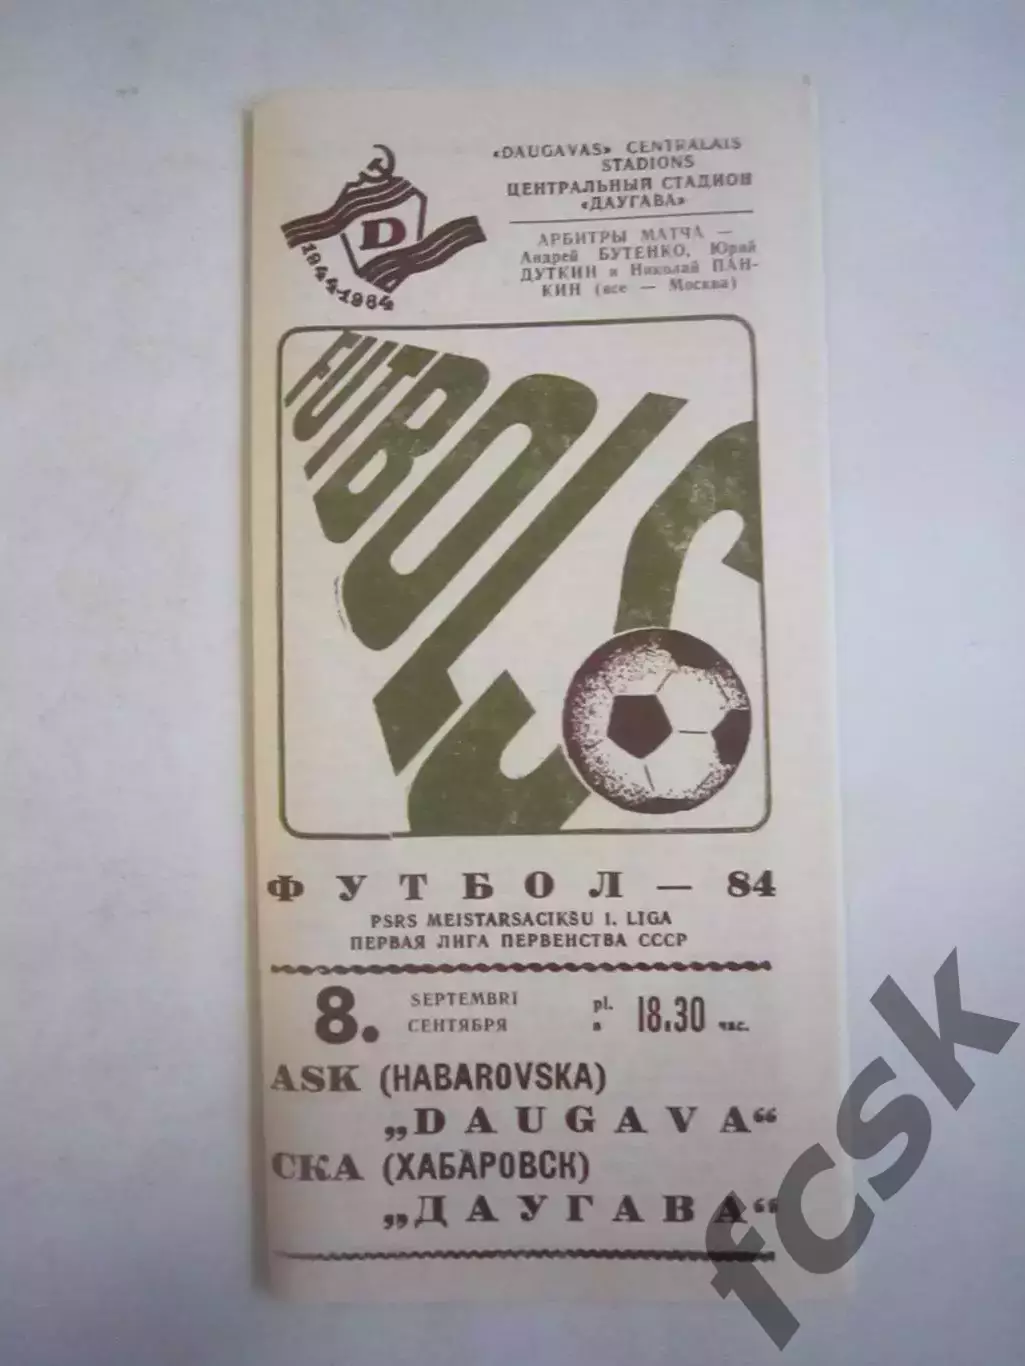 D
1944-1984
«DAUGAVAS» CENTRALAIS
STADIONS
ЦЕНТРАЛЬНЫЙ СТАДИОН
«ДАУГАВА»
АРБИТРЫ МАТЧА —
Андрей БУТЕНКО, Юрий
ДУТКИН и Николай ПАН-
КИН (все — Москва)
FUTBOLS
ФУТБОЛ — 84
PSRS MEISTARSACIKŠU 1. LIGA
ПЕРВАЯ ЛИГА ПЕРВЕНСТВА СССР
8. SEPTEMBRI pl. 18.30 час.
СЕНТЯБРЯ в
ASK (HABAROVSKA)
„DAUGAVA“
СКА (ХАБАРОВСК)
„ДАУГАВА“
fcsk